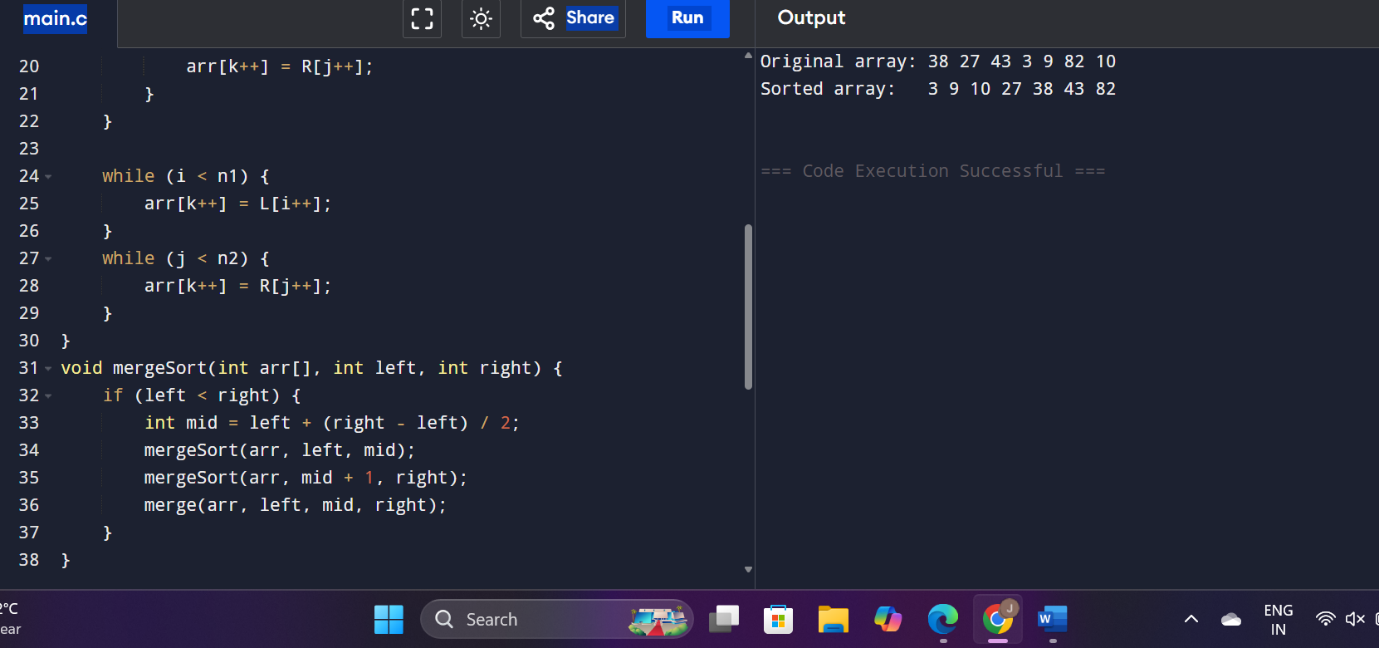 main.c
Share
Run
Output
20 arr[k++] = R[j++];
21 }
22 }
23
24 while (i < n1) {
25 arr[k++] = L[i++];
26 }
27 while (j < n2) {
28 arr[k++] = R[j++];
29 }
30 }
31 void mergeSort(int arr[], int left, int right) {
32 if (left < right) {
33 int mid = left + (right - left) / 2;
34 mergeSort(arr, left, mid);
35 mergeSort(arr, mid + 1, right);
36 merge(arr, left, mid, right);
37 }
38 }
Original array: 38 27 43 3 9 82 10
Sorted array: 3 9 10 27 38 43 82
=== Code Execution Successful ===
2°C
ear
Search
J
W
ENG
IN